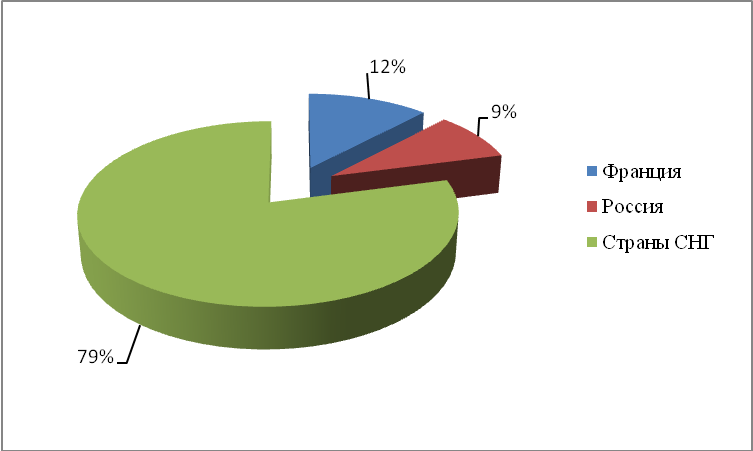 12%
9%
Франция
Россия
Страны СНГ
79%